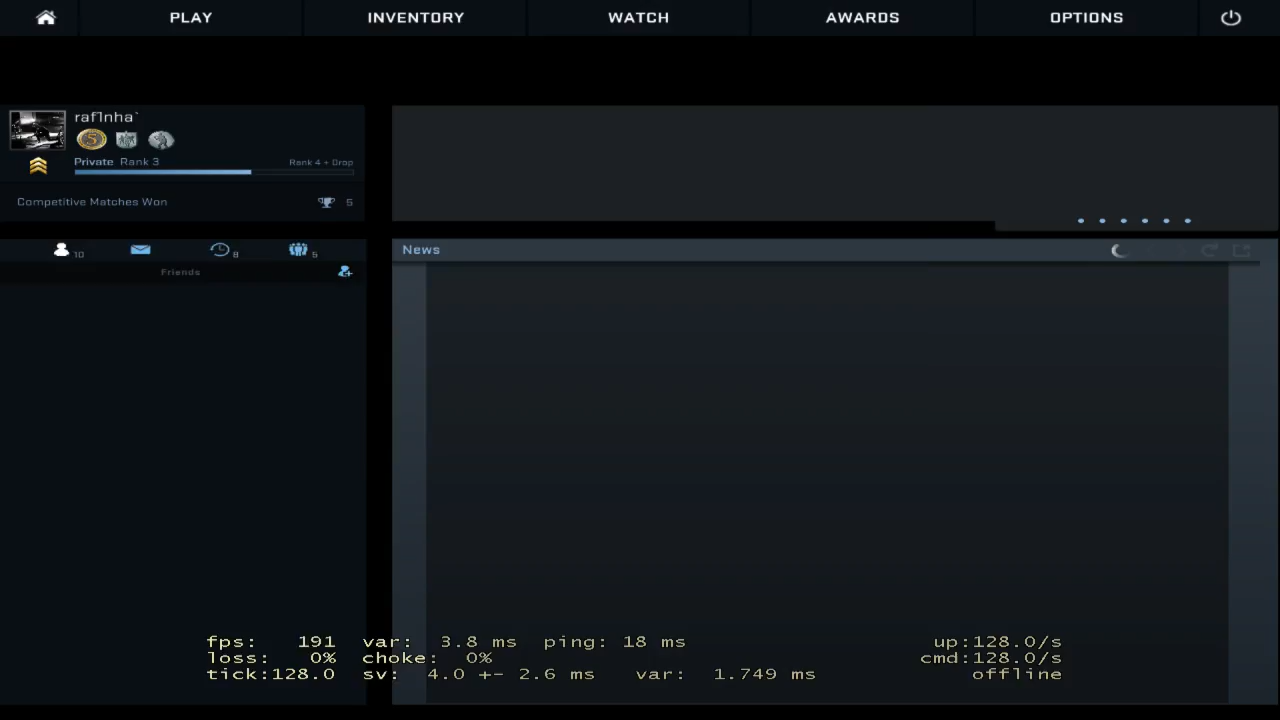 PLAY INVENTORY WATCH AWARDS OPTIONS
raf1nha`
Private Rank 3 Rank 4 + Drop
Competitive Matches Won 5
10 8 5
Friends
News
fps: 191 var: 3.8 ms ping: 18 ms up:128.0/s
loss: 0% choke: 0% cmd:128.0/s
tick:128.0 sv: 4.0 +- 2.6 ms var: 1.749 ms offline